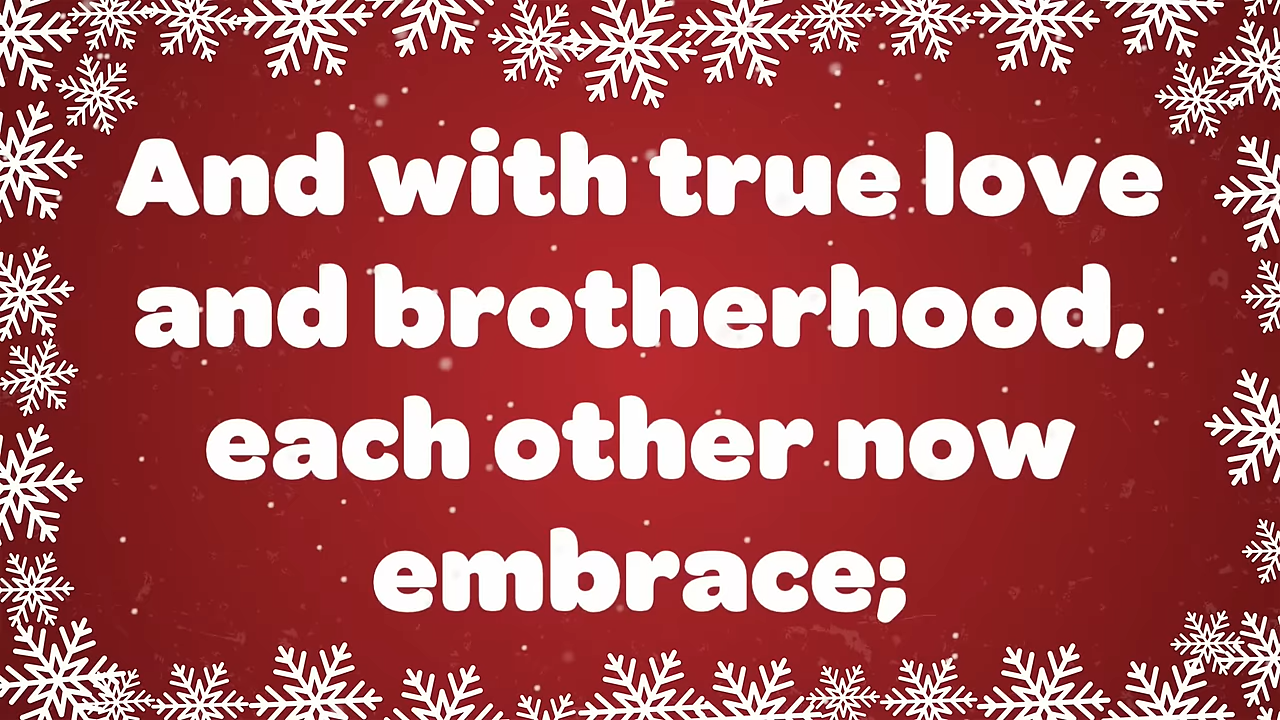 And with true love
and brotherhood,
each other now
embrace;